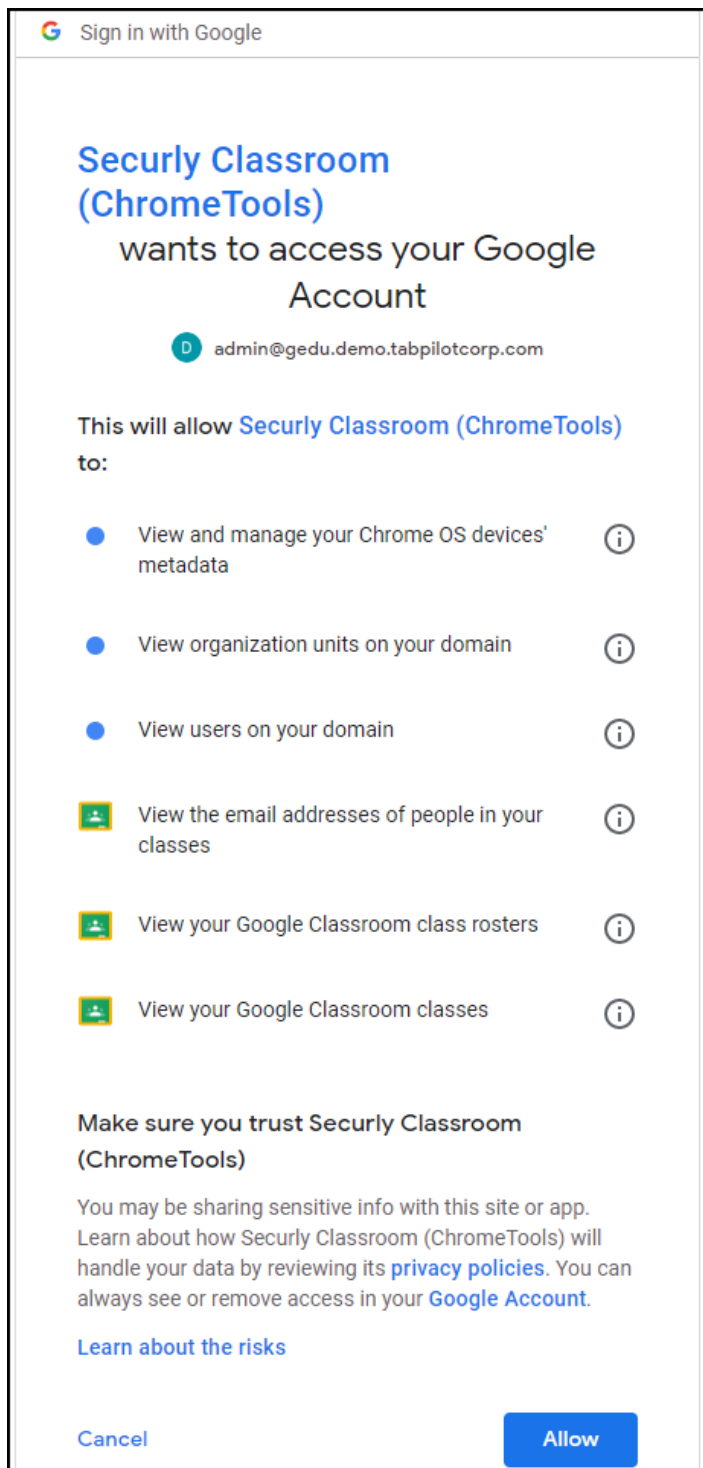 Sign in with Google
Securly Classroom
(ChromeTools)
wants to access your Google
Account
D admin@gedu.demo.tabpilotcorp.com
This will allow Securly Classroom (ChromeTools)
to:
View and manage your Chrome OS devices'
metadata
View organization units on your domain
View users on your domain
View the email addresses of people in your
classes
View your Google Classroom class rosters
View your Google Classroom classes
Make sure you trust Securly Classroom
(ChromeTools)
You may be sharing sensitive info with this site or app.
Learn about how Securly Classroom (ChromeTools) will
handle your data by reviewing its privacy policies. You can
always see or remove access in your Google Account.
Learn about the risks
Cancel Allow